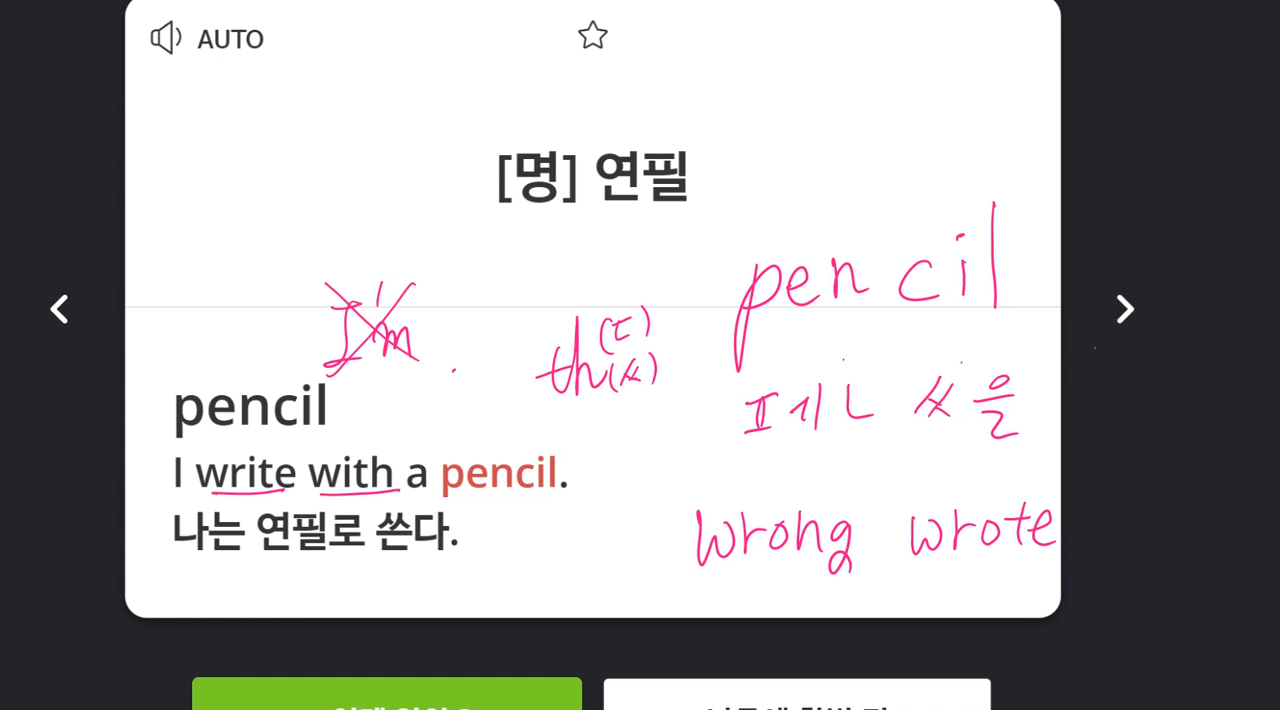 AUTO
[명] 연필
pencil
I'm
th (ㄷ)
(ㅆ)
pencil
ㅍㅔㄴ ㅆ을
I write with a pencil.
나는 연필로 쓴다.
wrong wrote